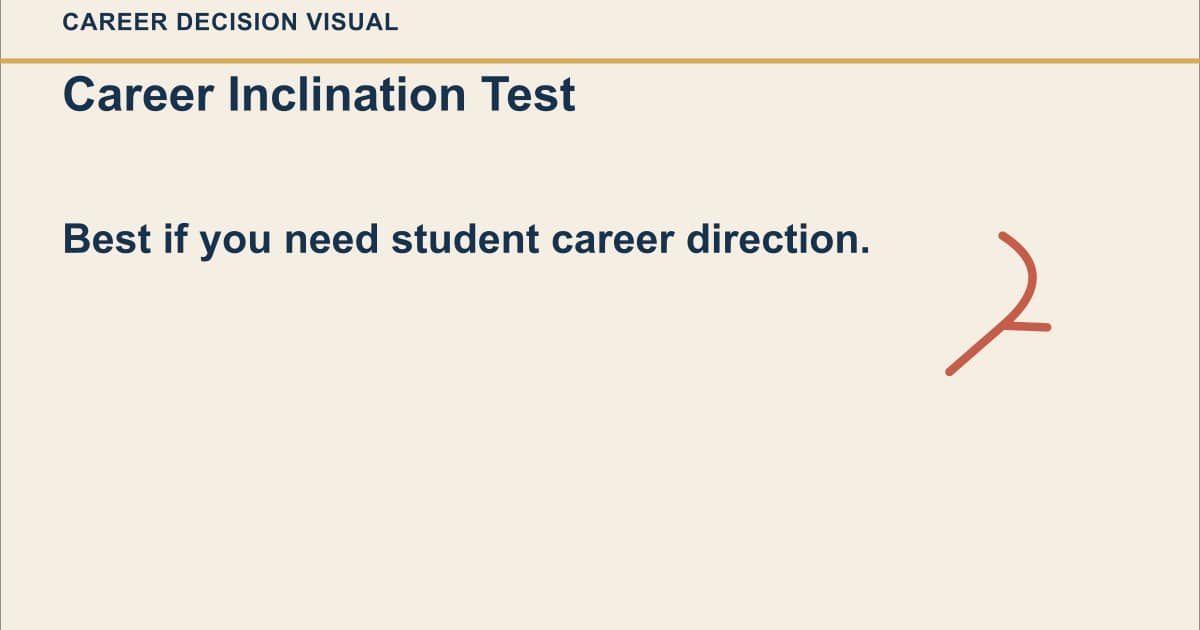 CAREER DECISION VISUAL
Career Inclination Test
Best if you need student career direction.